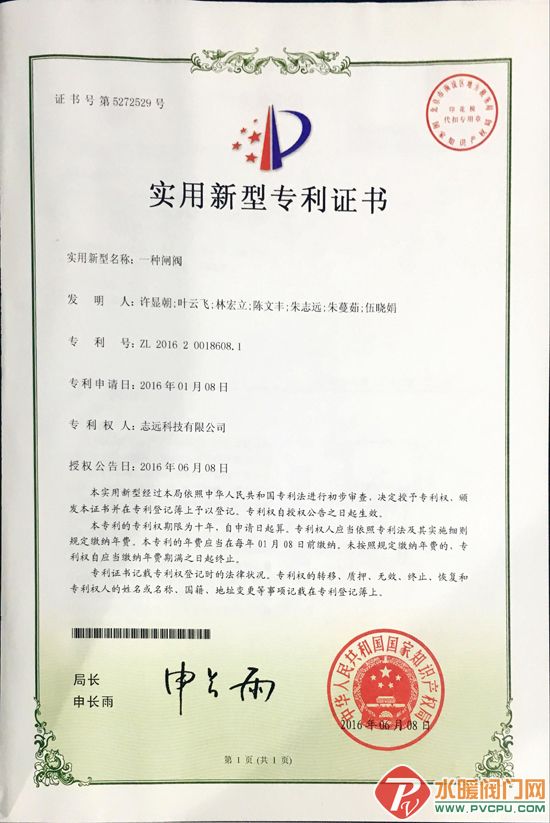 证书号第5272529号
印花税
代扣专用章
实用新型专利证书
实用新型名称：一种闸阀
发明人：许显朝;叶云飞;林宏立;陈文丰;朱志远;朱蔓茹;伍晓娟
专利号：ZL 2016 2 0018608.1
专利申请日：2016年01月08日
专利权人：志远科技有限公司
授权公告日：2016年06月08日
本实用新型经过本局依照中华人民共和国专利法进行初步审查，决定授予专利权，颁
发本证书并在专利登记簿上予以登记。专利权自授权公告之日起生效。
本专利的专利权期限为十年，自申请日起算。专利权人应当依照专利法及其实施细则
规定缴纳年费。本专利的年费应当在每年01月08日前缴纳。未按照规定缴纳年费的，专利
权自应当缴纳年费期满之日起终止。
专利证书记载专利权登记时的法律状况。专利权的转移、质押、无效、终止、恢复和
专利权人的姓名或名称、国籍、地址变更等事项记载在专利登记簿上。
局长
申长雨
申长雨
中华人民共和国国家知识产权局
2016年06月08日
第1页(共1页)
PV
水暖阀门网
www.PVCPU.com